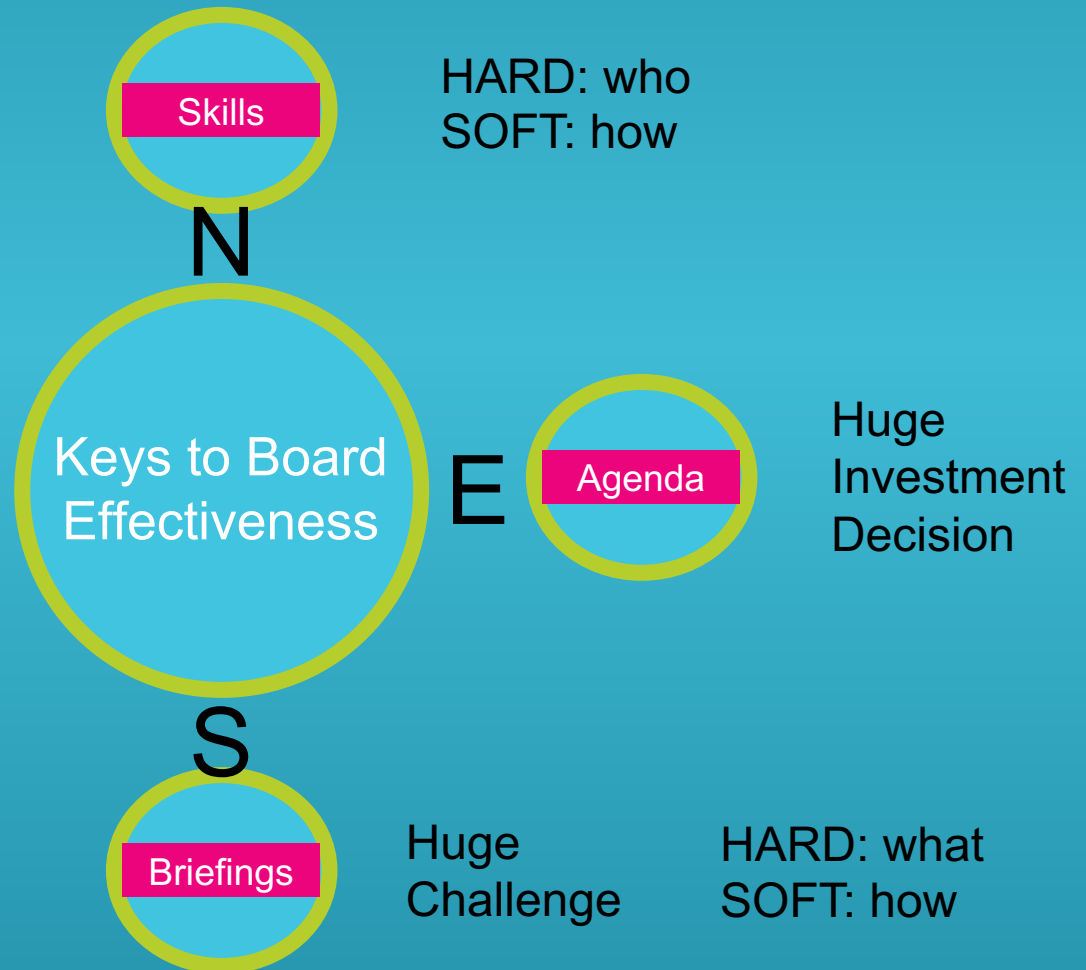 Skills
HARD: who
SOFT: how
N
Keys to Board
Effectiveness
E
Agenda
Huge
Investment
Decision
S
Briefings
Huge
Challenge
HARD: what
SOFT: how